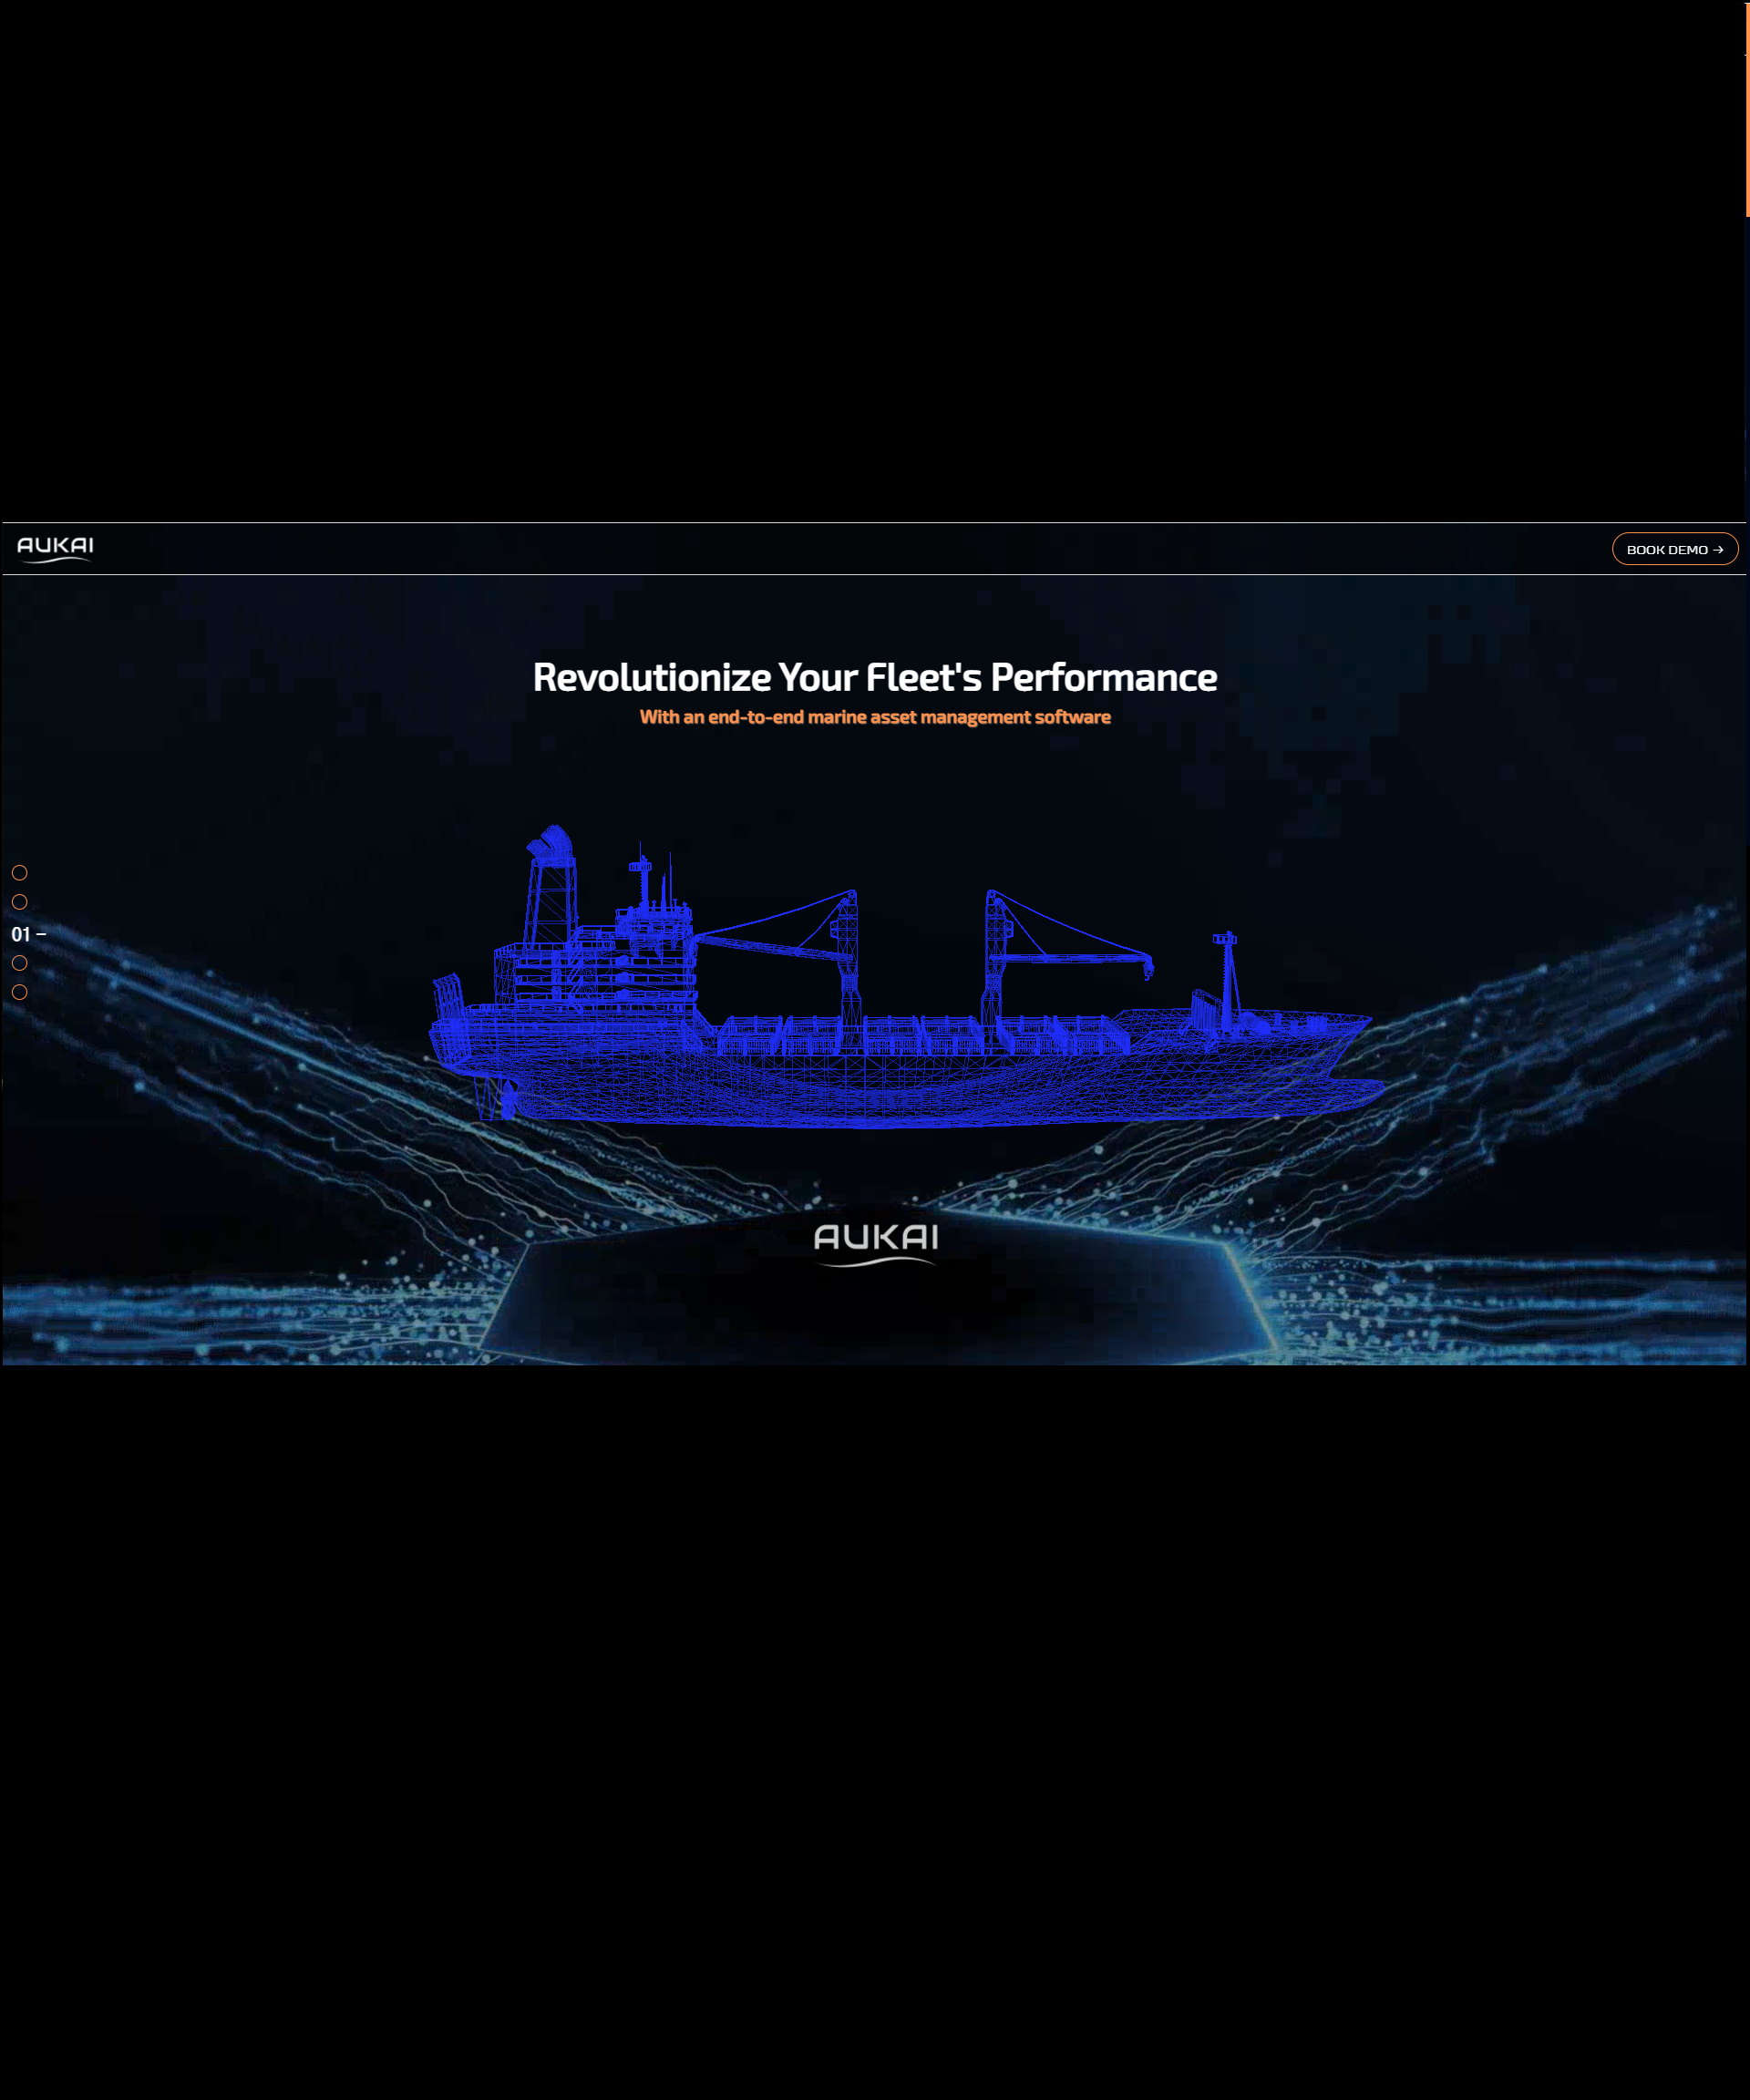 AUKAI
BOOK DEMO →
Revolutionize Your Fleet's Performance
With an end-to-end marine asset management software
01 –
AUKAI